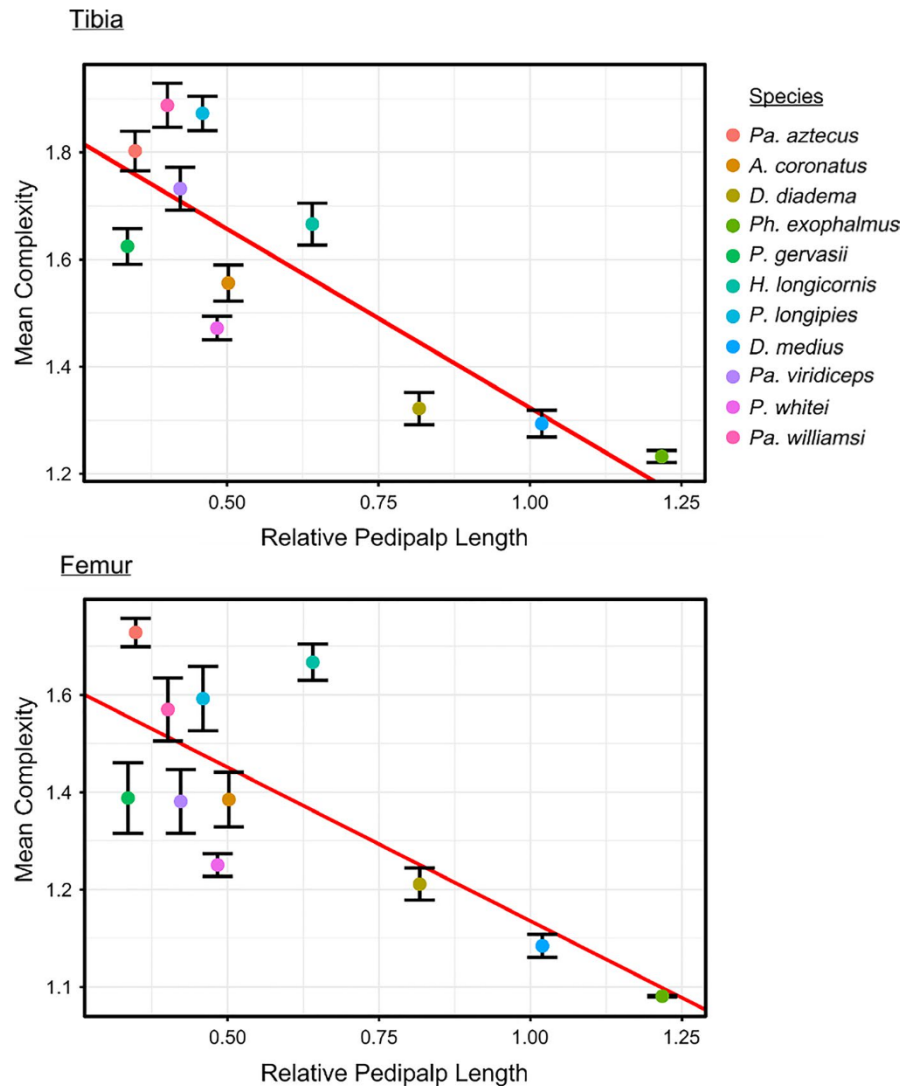 Tibia
Mean Complexity
1.8
1.6
1.4
1.2
0.50 0.75 1.00 1.25
Relative Pedipalp Length
Species
Pa. aztecus
A. coronatus
D. diadema
Ph. exophalmus
P. gervasii
H. longicornis
P. longipies
D. medius
Pa. viridiceps
P. whitei
Pa. williamsi
Femur
Mean Complexity
1.6
1.4
1.2
1.1
0.50 0.75 1.00 1.25
Relative Pedipalp Length